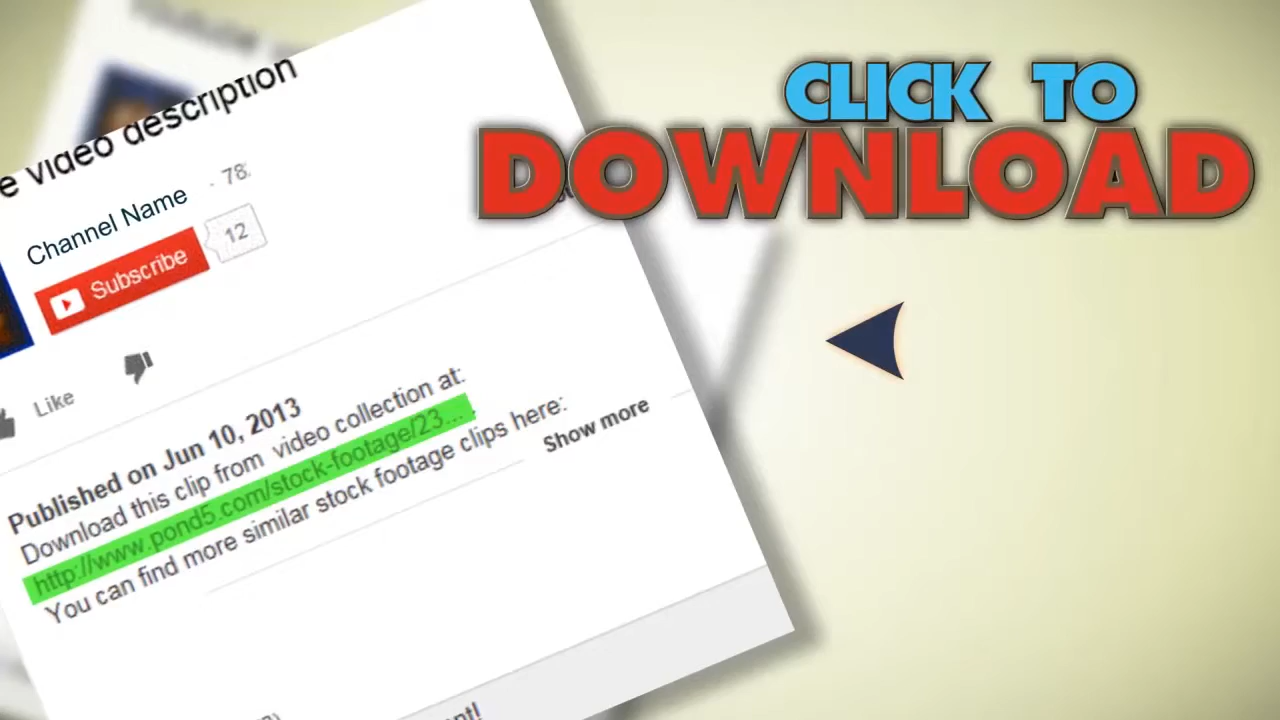 CLICK TO
DOWNLOAD
e video description
78
Channel Name
Subscribe
12
Like
Published on Jun 10, 2013
Download this clip from video collection at:
http://www.pond5.com/stock-footage/23... .
You can find more similar stock footage clips here:
Show more